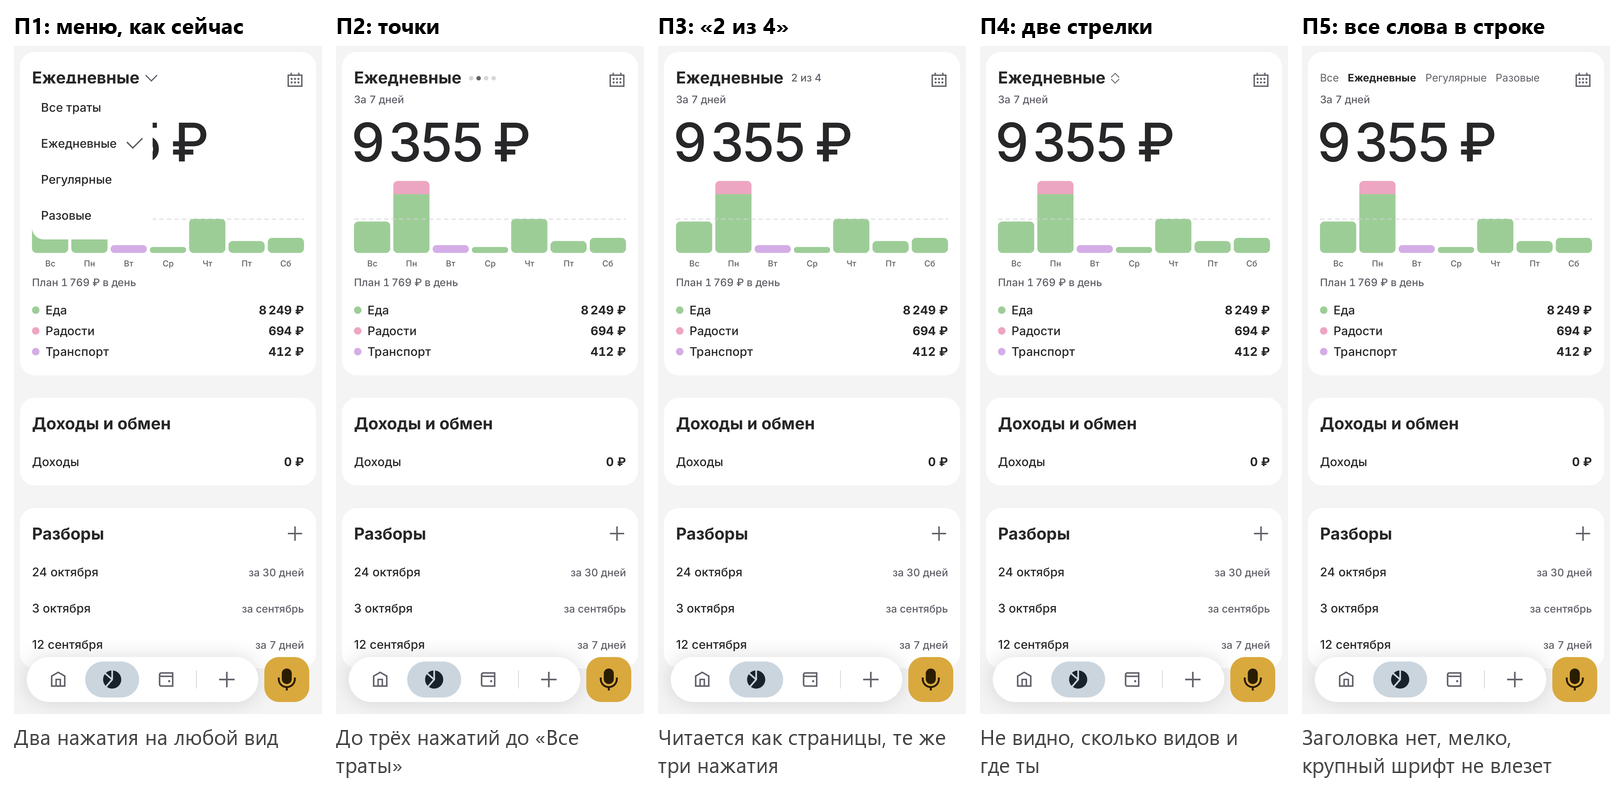 П1: меню, как сейчас
Ежедневные
Все траты
Ежедневные
₽
Регулярные
Разовые
Вс Пн Вт Ср Чт Пт Сб
План 1 769 ₽ в день
Еда 8 249 ₽
Радости 694 ₽
Транспорт 412 ₽
Доходы и обмен
Доходы 0 ₽
Разборы
24 октября за 30 дней
3 октября за сентябрь
12 сентября за 7 дней
Два нажатия на любой вид
П2: точки
Ежедневные
За 7 дней
9 355 ₽
Вс Пн Вт Ср Чт Пт Сб
План 1 769 ₽ в день
Еда 8 249 ₽
Радости 694 ₽
Транспорт 412 ₽
Доходы и обмен
Доходы 0 ₽
Разборы
24 октября за 30 дней
3 октября за сентябрь
12 сентября за 7 дней
До трёх нажатий до «Все
траты»
П3: «2 из 4»
Ежедневные 2 из 4
За 7 дней
9 355 ₽
Вс Пн Вт Ср Чт Пт Сб
План 1 769 ₽ в день
Еда 8 249 ₽
Радости 694 ₽
Транспорт 412 ₽
Доходы и обмен
Доходы 0 ₽
Разборы
24 октября за 30 дней
3 октября за сентябрь
12 сентября за 7 дней
Читается как страницы, те же
три нажатия
П4: две стрелки
Ежедневные
За 7 дней
9 355 ₽
Вс Пн Вт Ср Чт Пт Сб
План 1 769 ₽ в день
Еда 8 249 ₽
Радости 694 ₽
Транспорт 412 ₽
Доходы и обмен
Доходы 0 ₽
Разборы
24 октября за 30 дней
3 октября за сентябрь
12 сентября за 7 дней
Не видно, сколько видов и
где ты
П5: все слова в строке
Все Ежедневные Регулярные Разовые
За 7 дней
9 355 ₽
Вс Пн Вт Ср Чт Пт Сб
План 1 769 ₽ в день
Еда 8 249 ₽
Радости 694 ₽
Транспорт 412 ₽
Доходы и обмен
Доходы 0 ₽
Разборы
24 октября за 30 дней
3 октября за сентябрь
12 сентября за 7 дней
Заголовка нет, мелко,
крупный шрифт не влезет